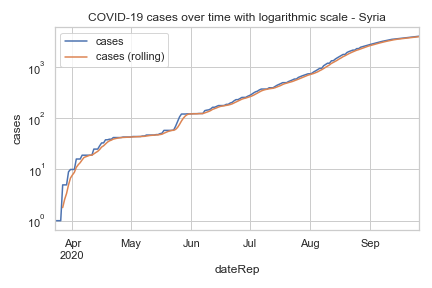 COVID-19 cases over time with logarithmic scale - Syria
cases
cases (rolling)
10³
10²
10¹
10⁰
cases
Apr May Jun Jul Aug Sep
2020
dateRep